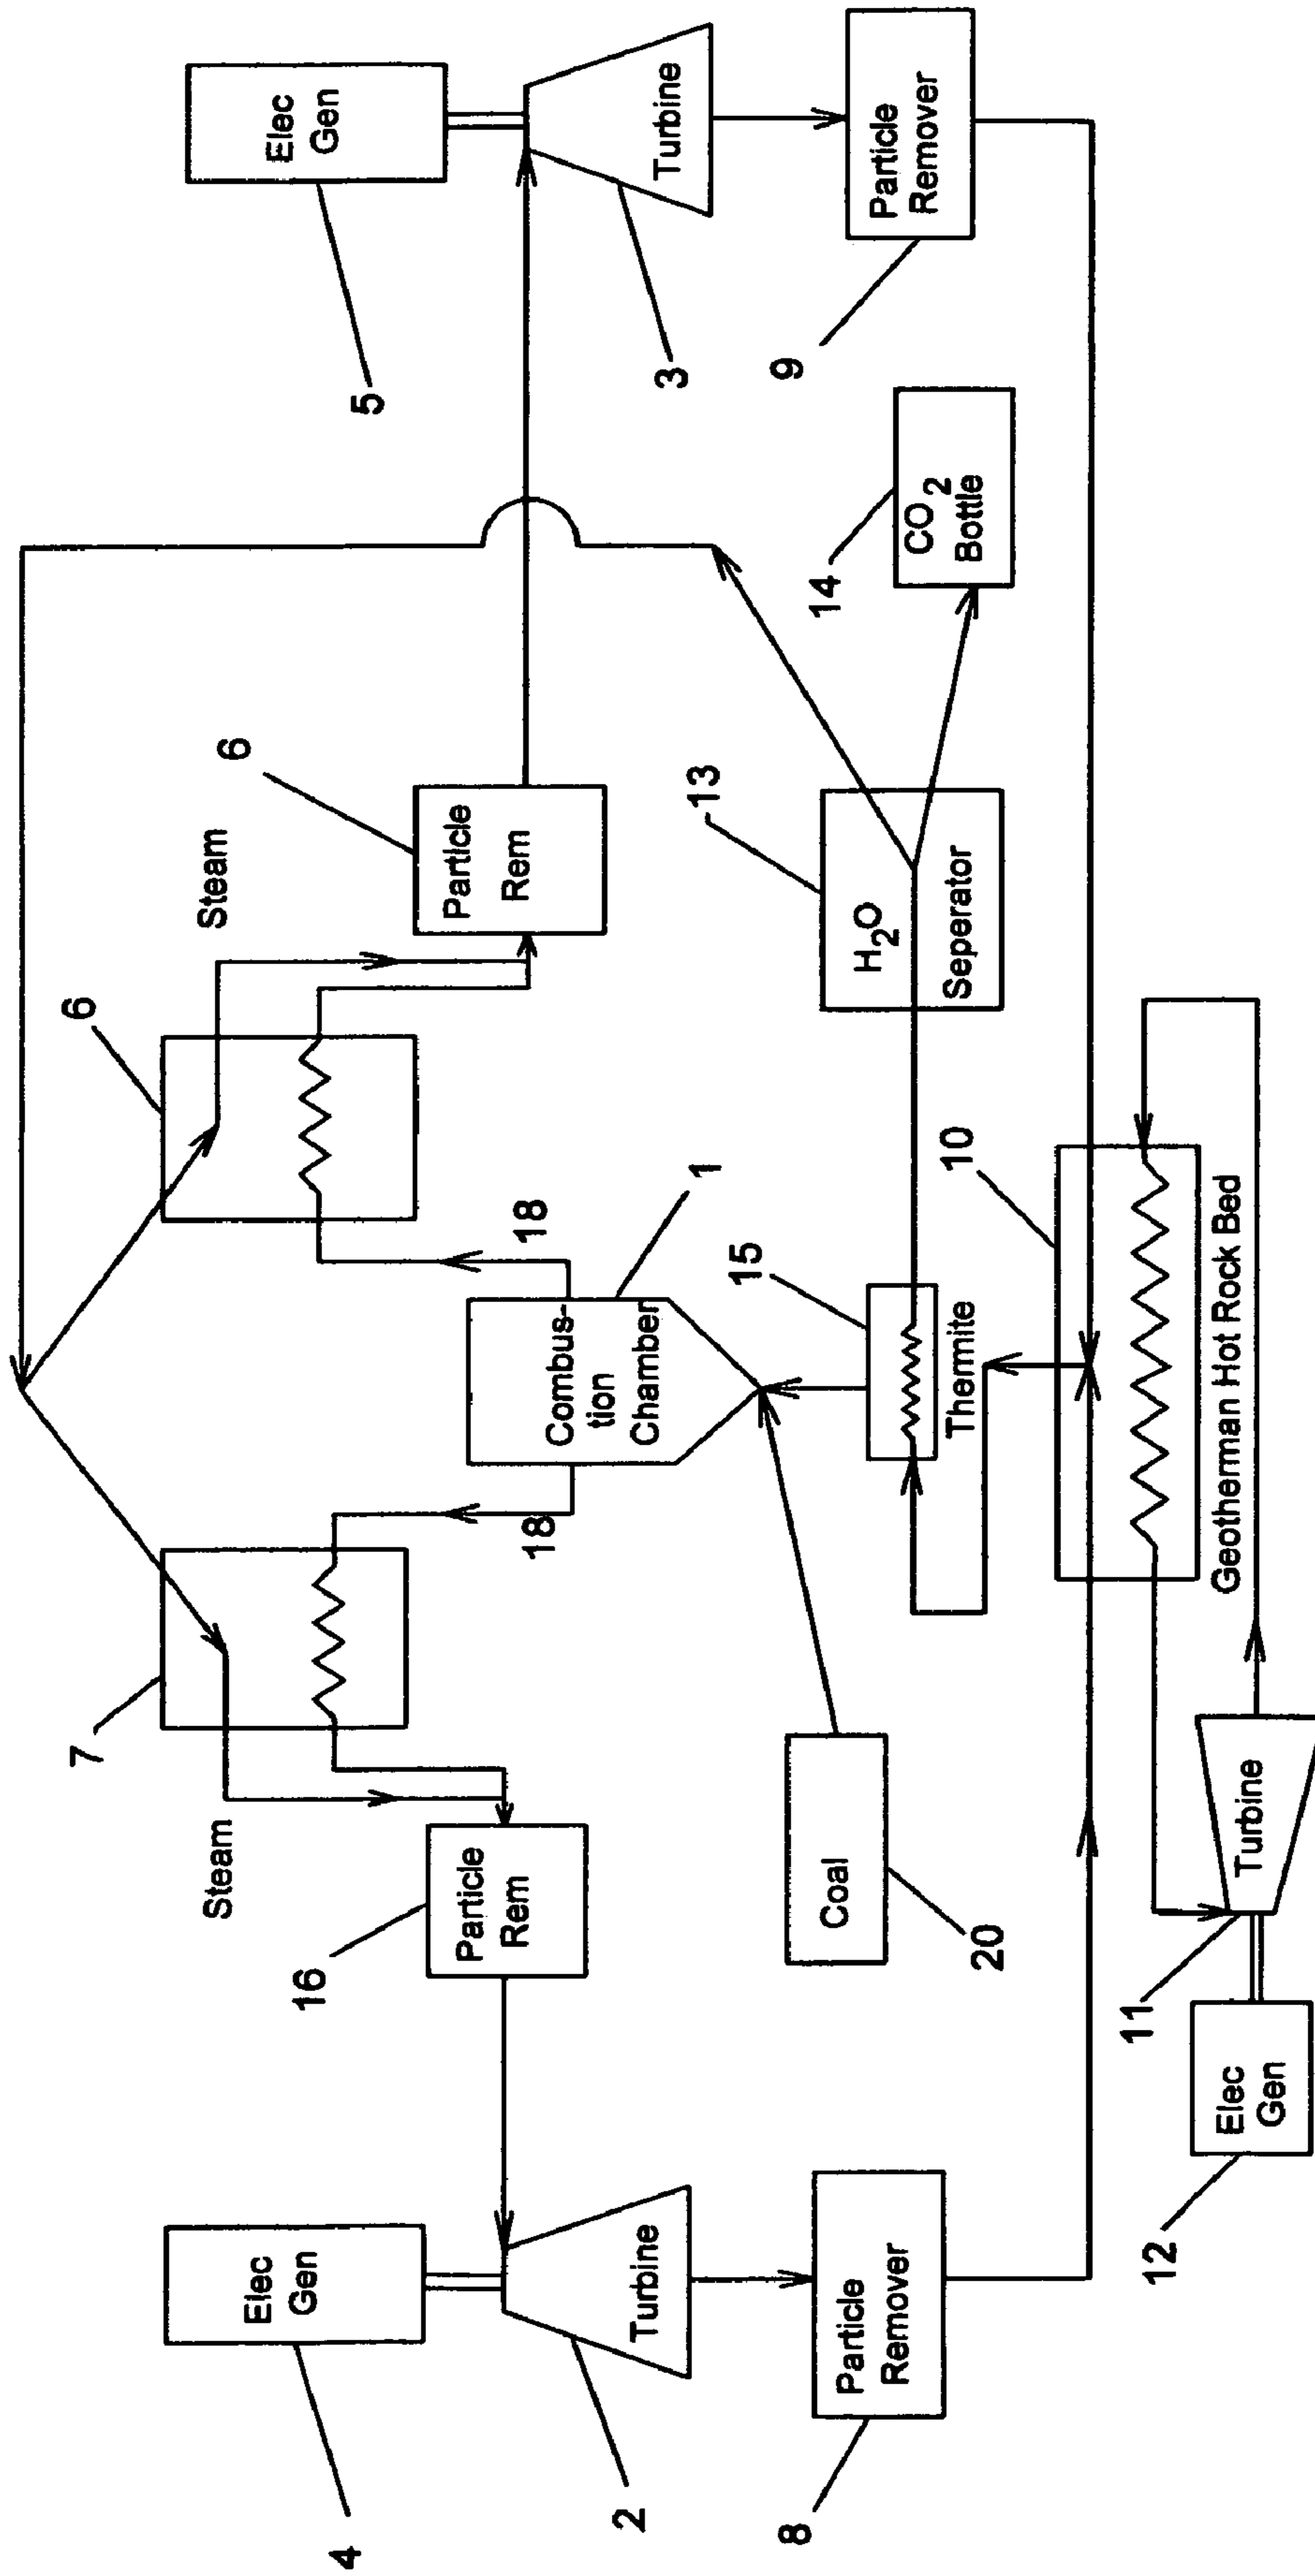 4
Elec
Gen
2
Turbine
8
Particle
Remover
7
Steam
16
Particle
Rem
18
Coal
20
12
Elec
Gen
11
Turbine
6
Steam
6
Particle
Rem
18
Combus-
tion
Chamber
1
15
Thermite
10
Geotherman Hot Rock Bed
13
H2O
Seperator
14
CO2
Bottle
5
Elec
Gen
3
Turbine
9
Particle
Remover